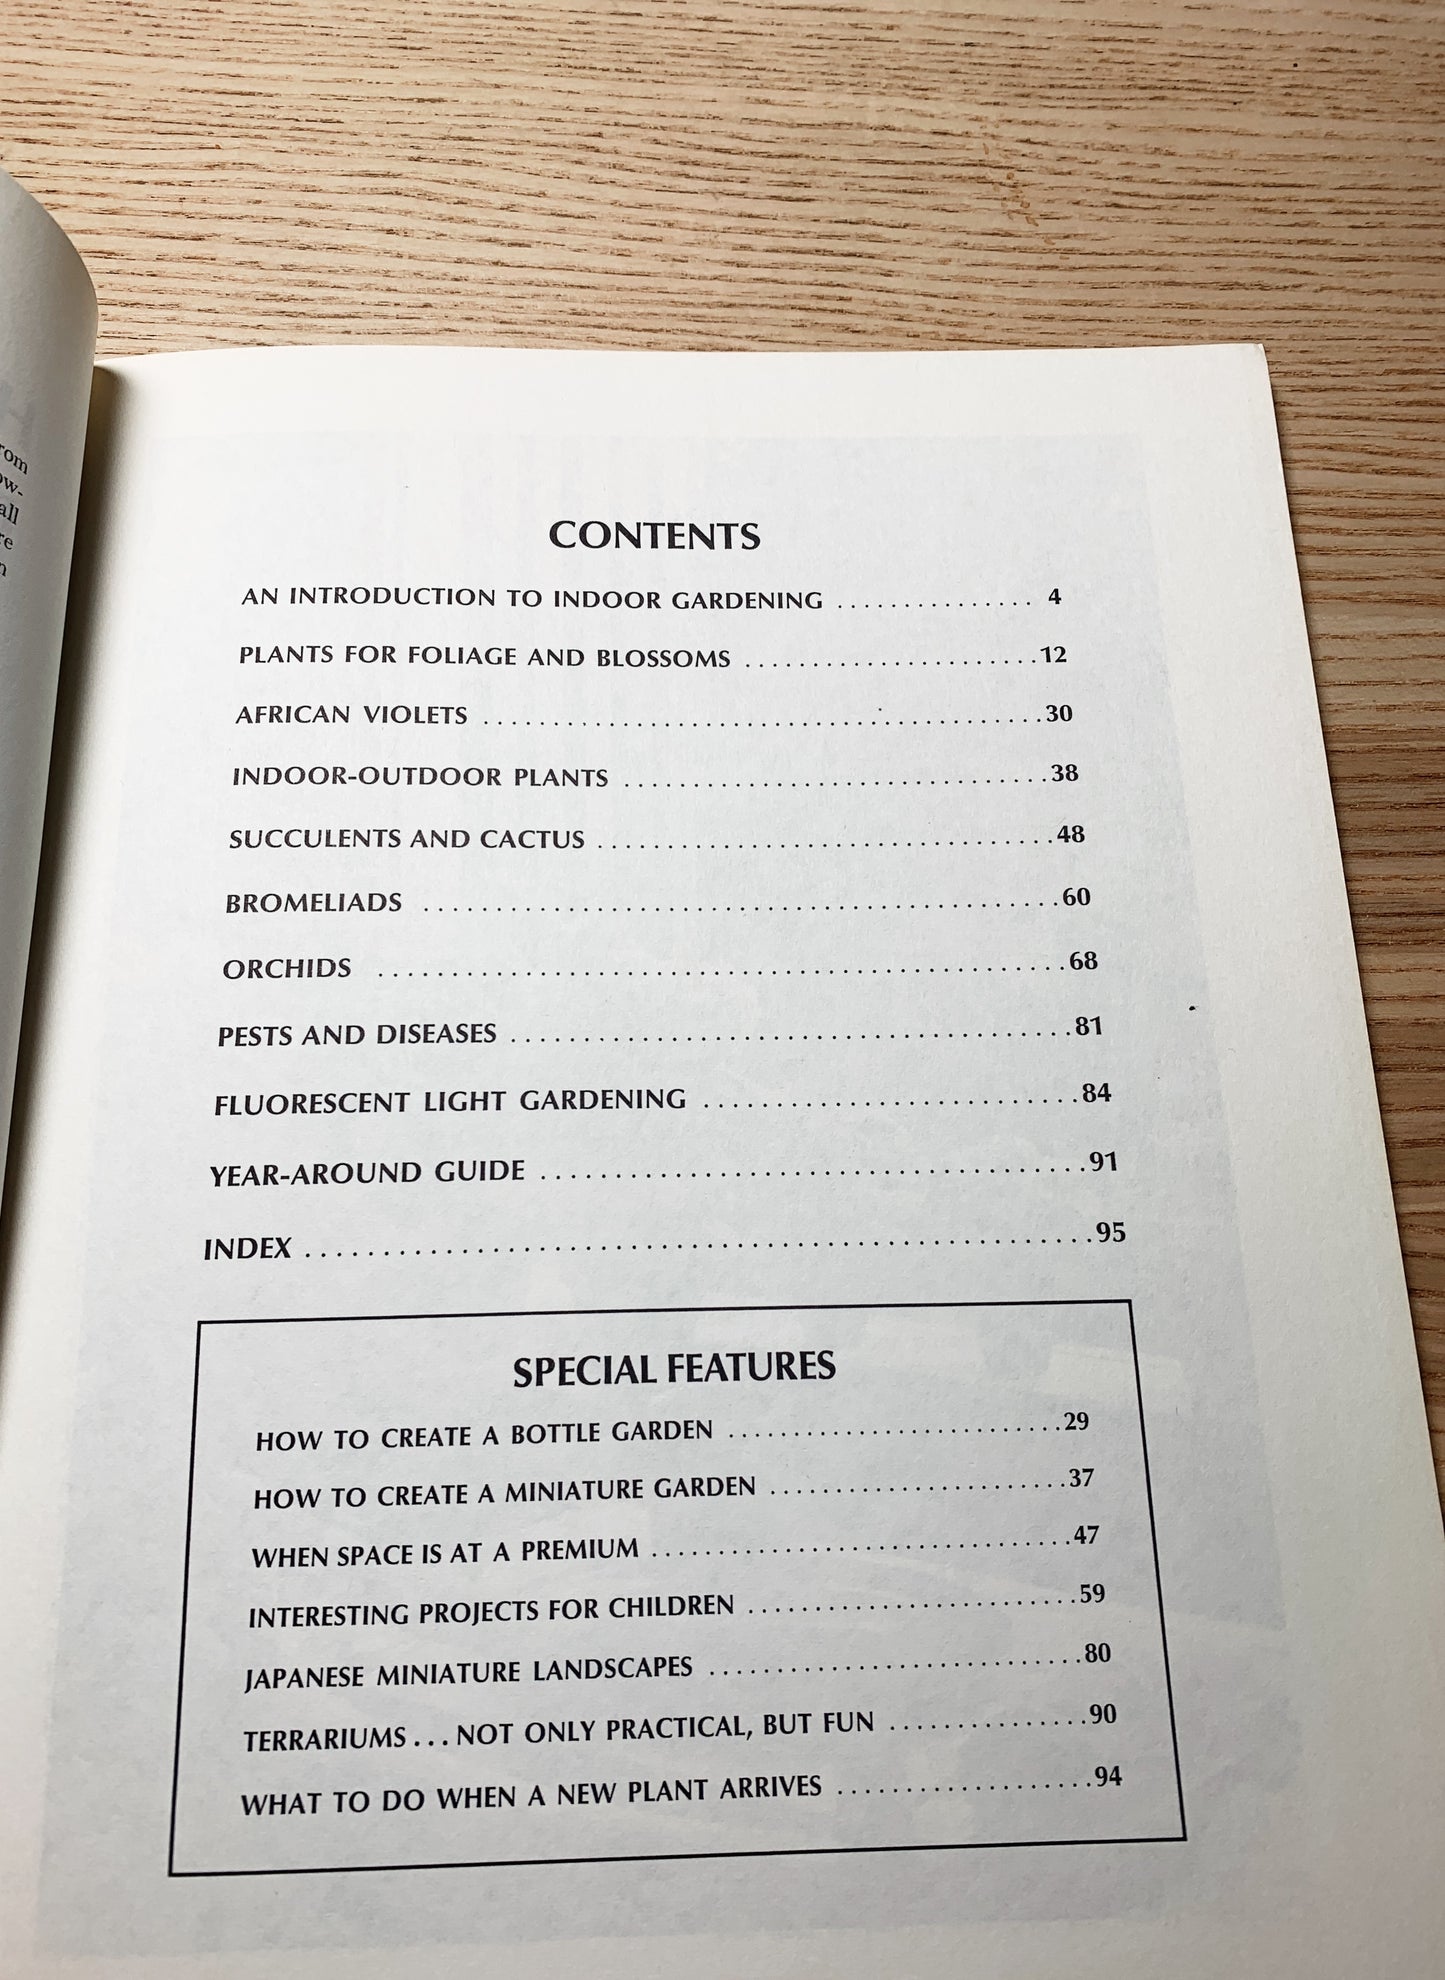 rom
ow-
all
re
n
CONTENTS
AN INTRODUCTION TO INDOOR GARDENING ............... 4
PLANTS FOR FOLIAGE AND BLOSSOMS ......................12
AFRICAN VIOLETS ..........................................30
INDOOR-OUTDOOR PLANTS ...............................38
SUCCULENTS AND CACTUS .................................48
BROMELIADS ............................................60
ORCHIDS ...............................................68
PESTS AND DISEASES .......................................81
FLUORESCENT LIGHT GARDENING ..........................84
YEAR-AROUND GUIDE .....................................91
INDEX ...................................................95
SPECIAL FEATURES
HOW TO CREATE A BOTTLE GARDEN .........................29
HOW TO CREATE A MINIATURE GARDEN ......................37
WHEN SPACE IS AT A PREMIUM ...............................47
INTERESTING PROJECTS FOR CHILDREN ........................59
JAPANESE MINIATURE LANDSCAPES ...........................80
TERRARIUMS...NOT ONLY PRACTICAL, BUT FUN ...............90
WHAT TO DO WHEN A NEW PLANT ARRIVES ...................94